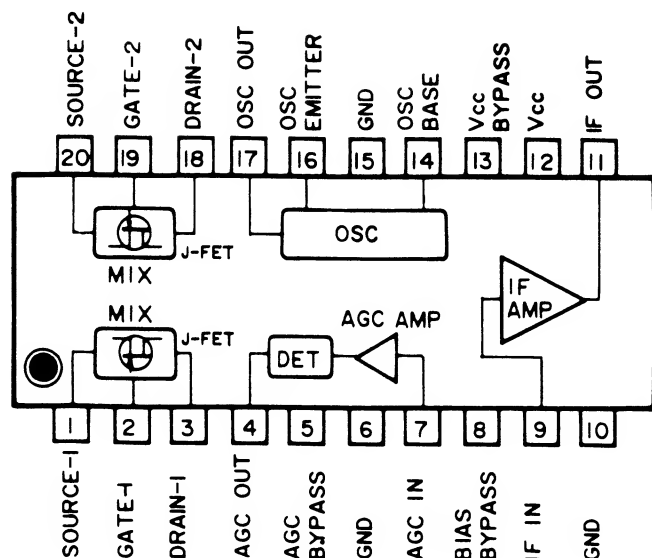 SOURCE-2
GATE-2
DRAIN-2
OSC OUT
OSC
EMITTER
GND
OSC
BASE
Vcc
BYPASS
Vcc
IF OUT
20
19
18
17
16
15
14
13
12
11
J-FET
MIX
OSC
IF
AMP
MIX
J-FET
AGC AMP
DET
1
2
3
4
5
6
7
8
9
10
SOURCE-1
GATE-1
DRAIN-1
AGC OUT
AGC
BYPASS
GND
AGC IN
BIAS
BYPASS
IF IN
GND